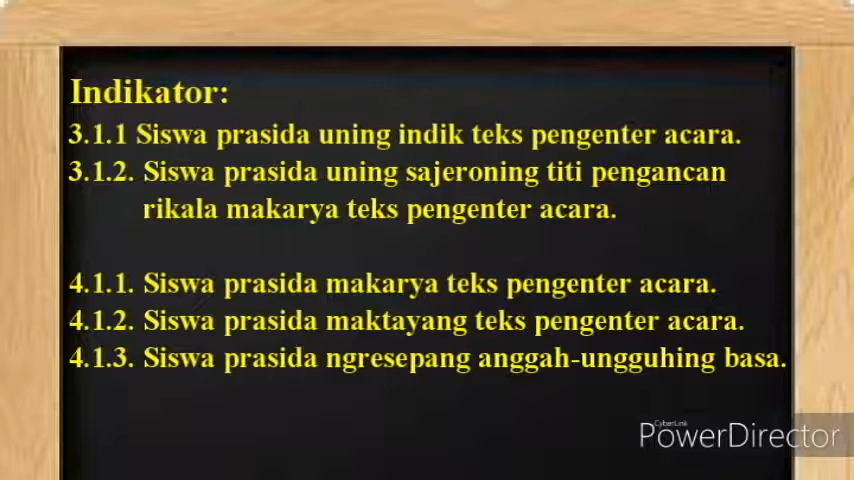 Indikator:
3.1.1 Siswa prasida uning indik teks pengenter acara.
3.1.2. Siswa prasida uning sajeroning titi pengancan
rikala makarya teks pengenter acara.
4.1.1. Siswa prasida makarya teks pengenter acara.
4.1.2. Siswa prasida maktayang teks pengenter acara.
4.1.3. Siswa prasida ngresepang anggah-ungguhing basa.
CyberLink
PowerDirector